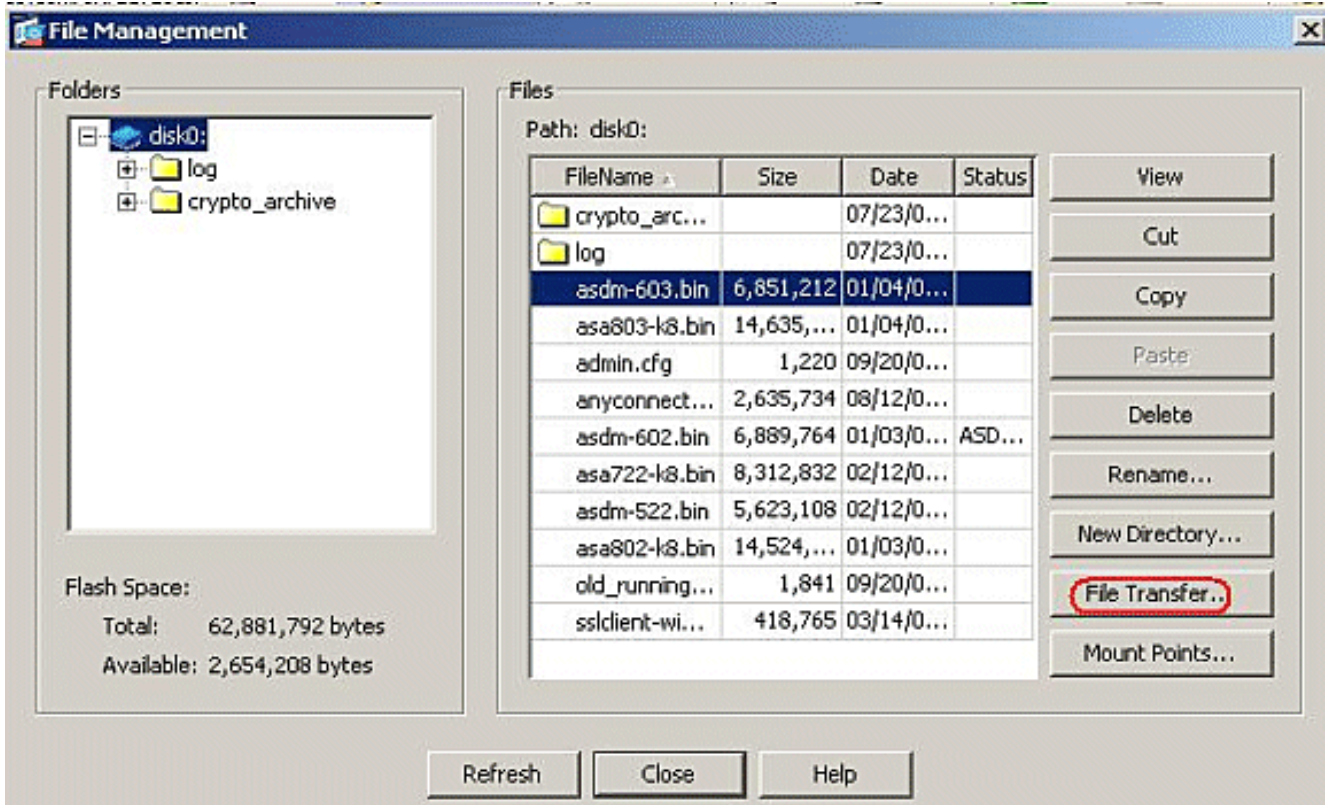 File Management
Folders
disk0:
log
crypto_archive
Flash Space:
Total: 62,881,792 bytes
Available: 2,654,208 bytes
Files
Path: disk0:
FileName Size Date Status
crypto_arc... 07/23/0...
log 07/23/0...
asdm-603.bin 6,851,212 01/04/0...
asa803-k8.bin 14,635,... 01/04/0...
admin.cfg 1,220 09/20/0...
anyconnect... 2,635,734 08/12/0...
asdm-602.bin 6,889,764 01/03/0... ASD...
asa722-k8.bin 8,312,832 02/12/0...
asdm-522.bin 5,623,108 02/12/0...
asa802-k8.bin 14,524,... 01/03/0...
old_running... 1,841 09/20/0...
sslclient-wi... 418,765 03/14/0...
View
Cut
Copy
Paste
Delete
Rename...
New Directory...
File Transfer..
Mount Points...
Refresh Close Help